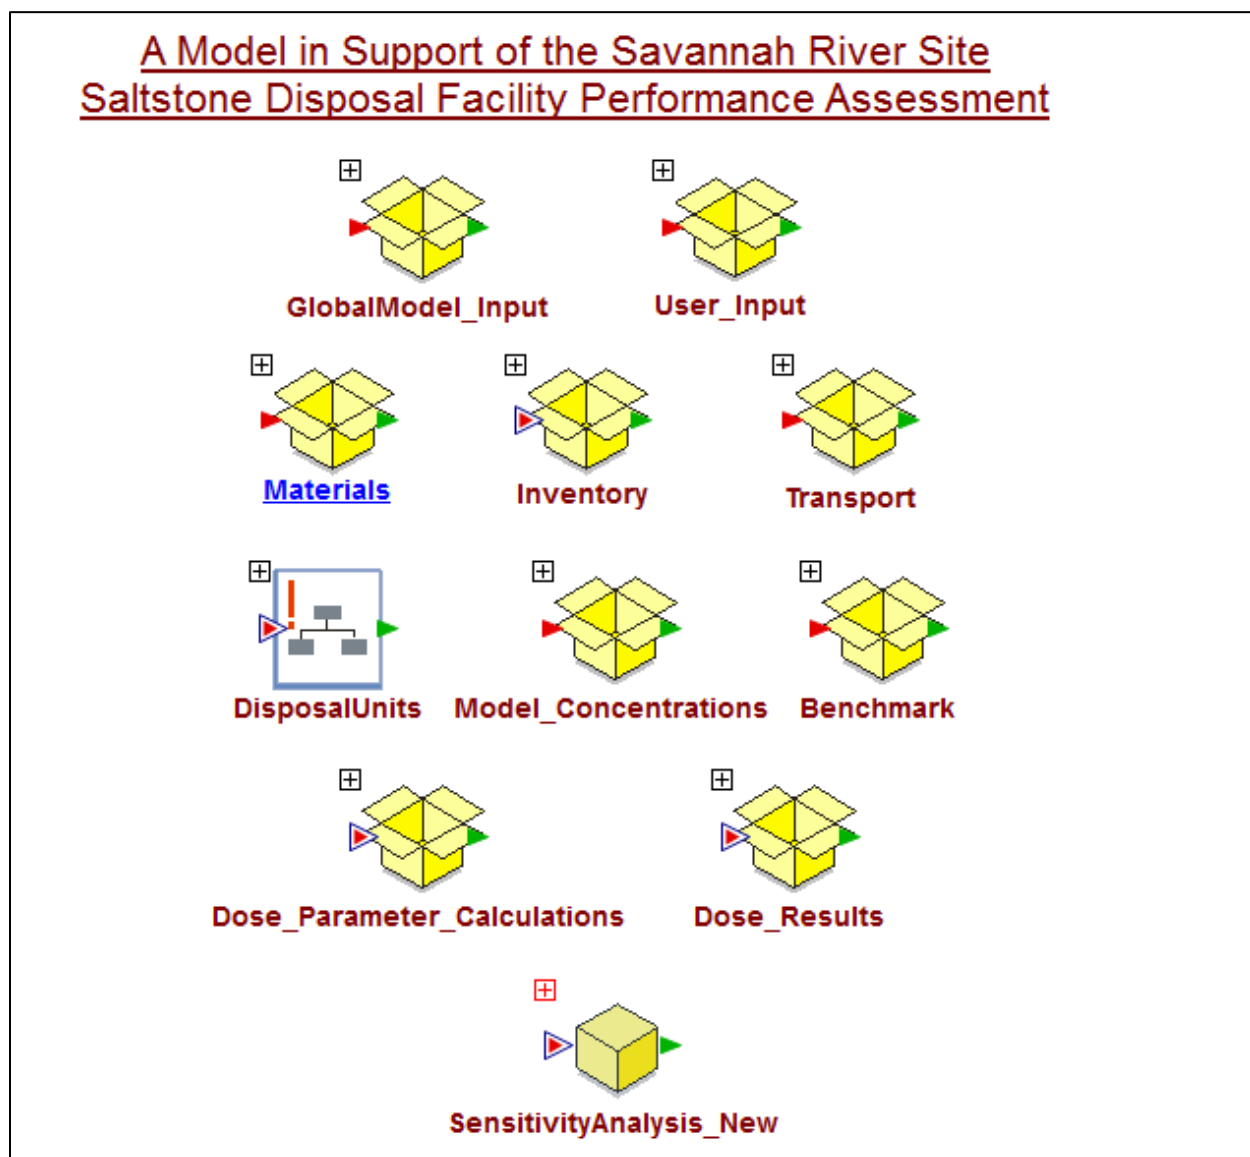 A Model in Support of the Savannah River Site
Saltstone Disposal Facility Performance Assessment
GlobalModel_Input
User_Input
Materials
Inventory
Transport
DisposalUnits
Model_Concentrations
Benchmark
Dose_Parameter_Calculations
Dose_Results
SensitivityAnalysis_New